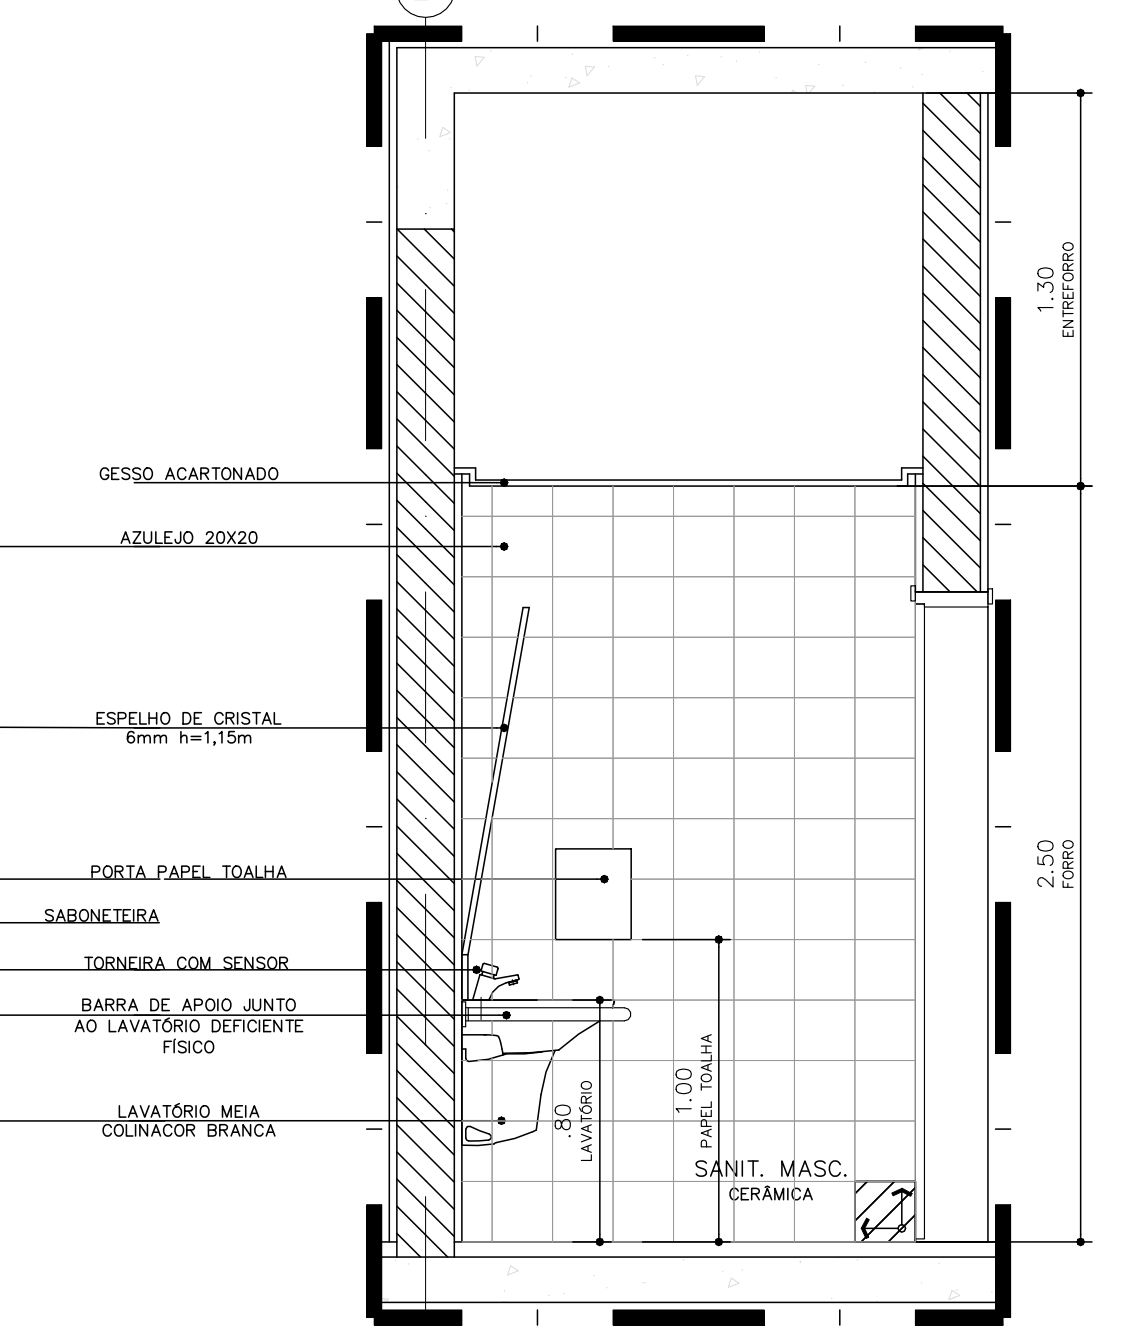 1.30
ENTREFORRO
GESSO ACARTONADO
AZULEJO 20X20
ESPELHO DE CRISTAL
6mm h=1,15m
PORTA PAPEL TOALHA
SABONETEIRA
TORNEIRA COM SENSOR
BARRA DE APOIO JUNTO
AO LAVATÓRIO DEFICIENTE
FÍSICO
LAVATÓRIO MEIA
COLINACOR BRANCA
.80
LAVATÓRIO
1.00
PAPEL TOALHA
SANIT. MASC.
CERÂMICA
2.50
FORRO